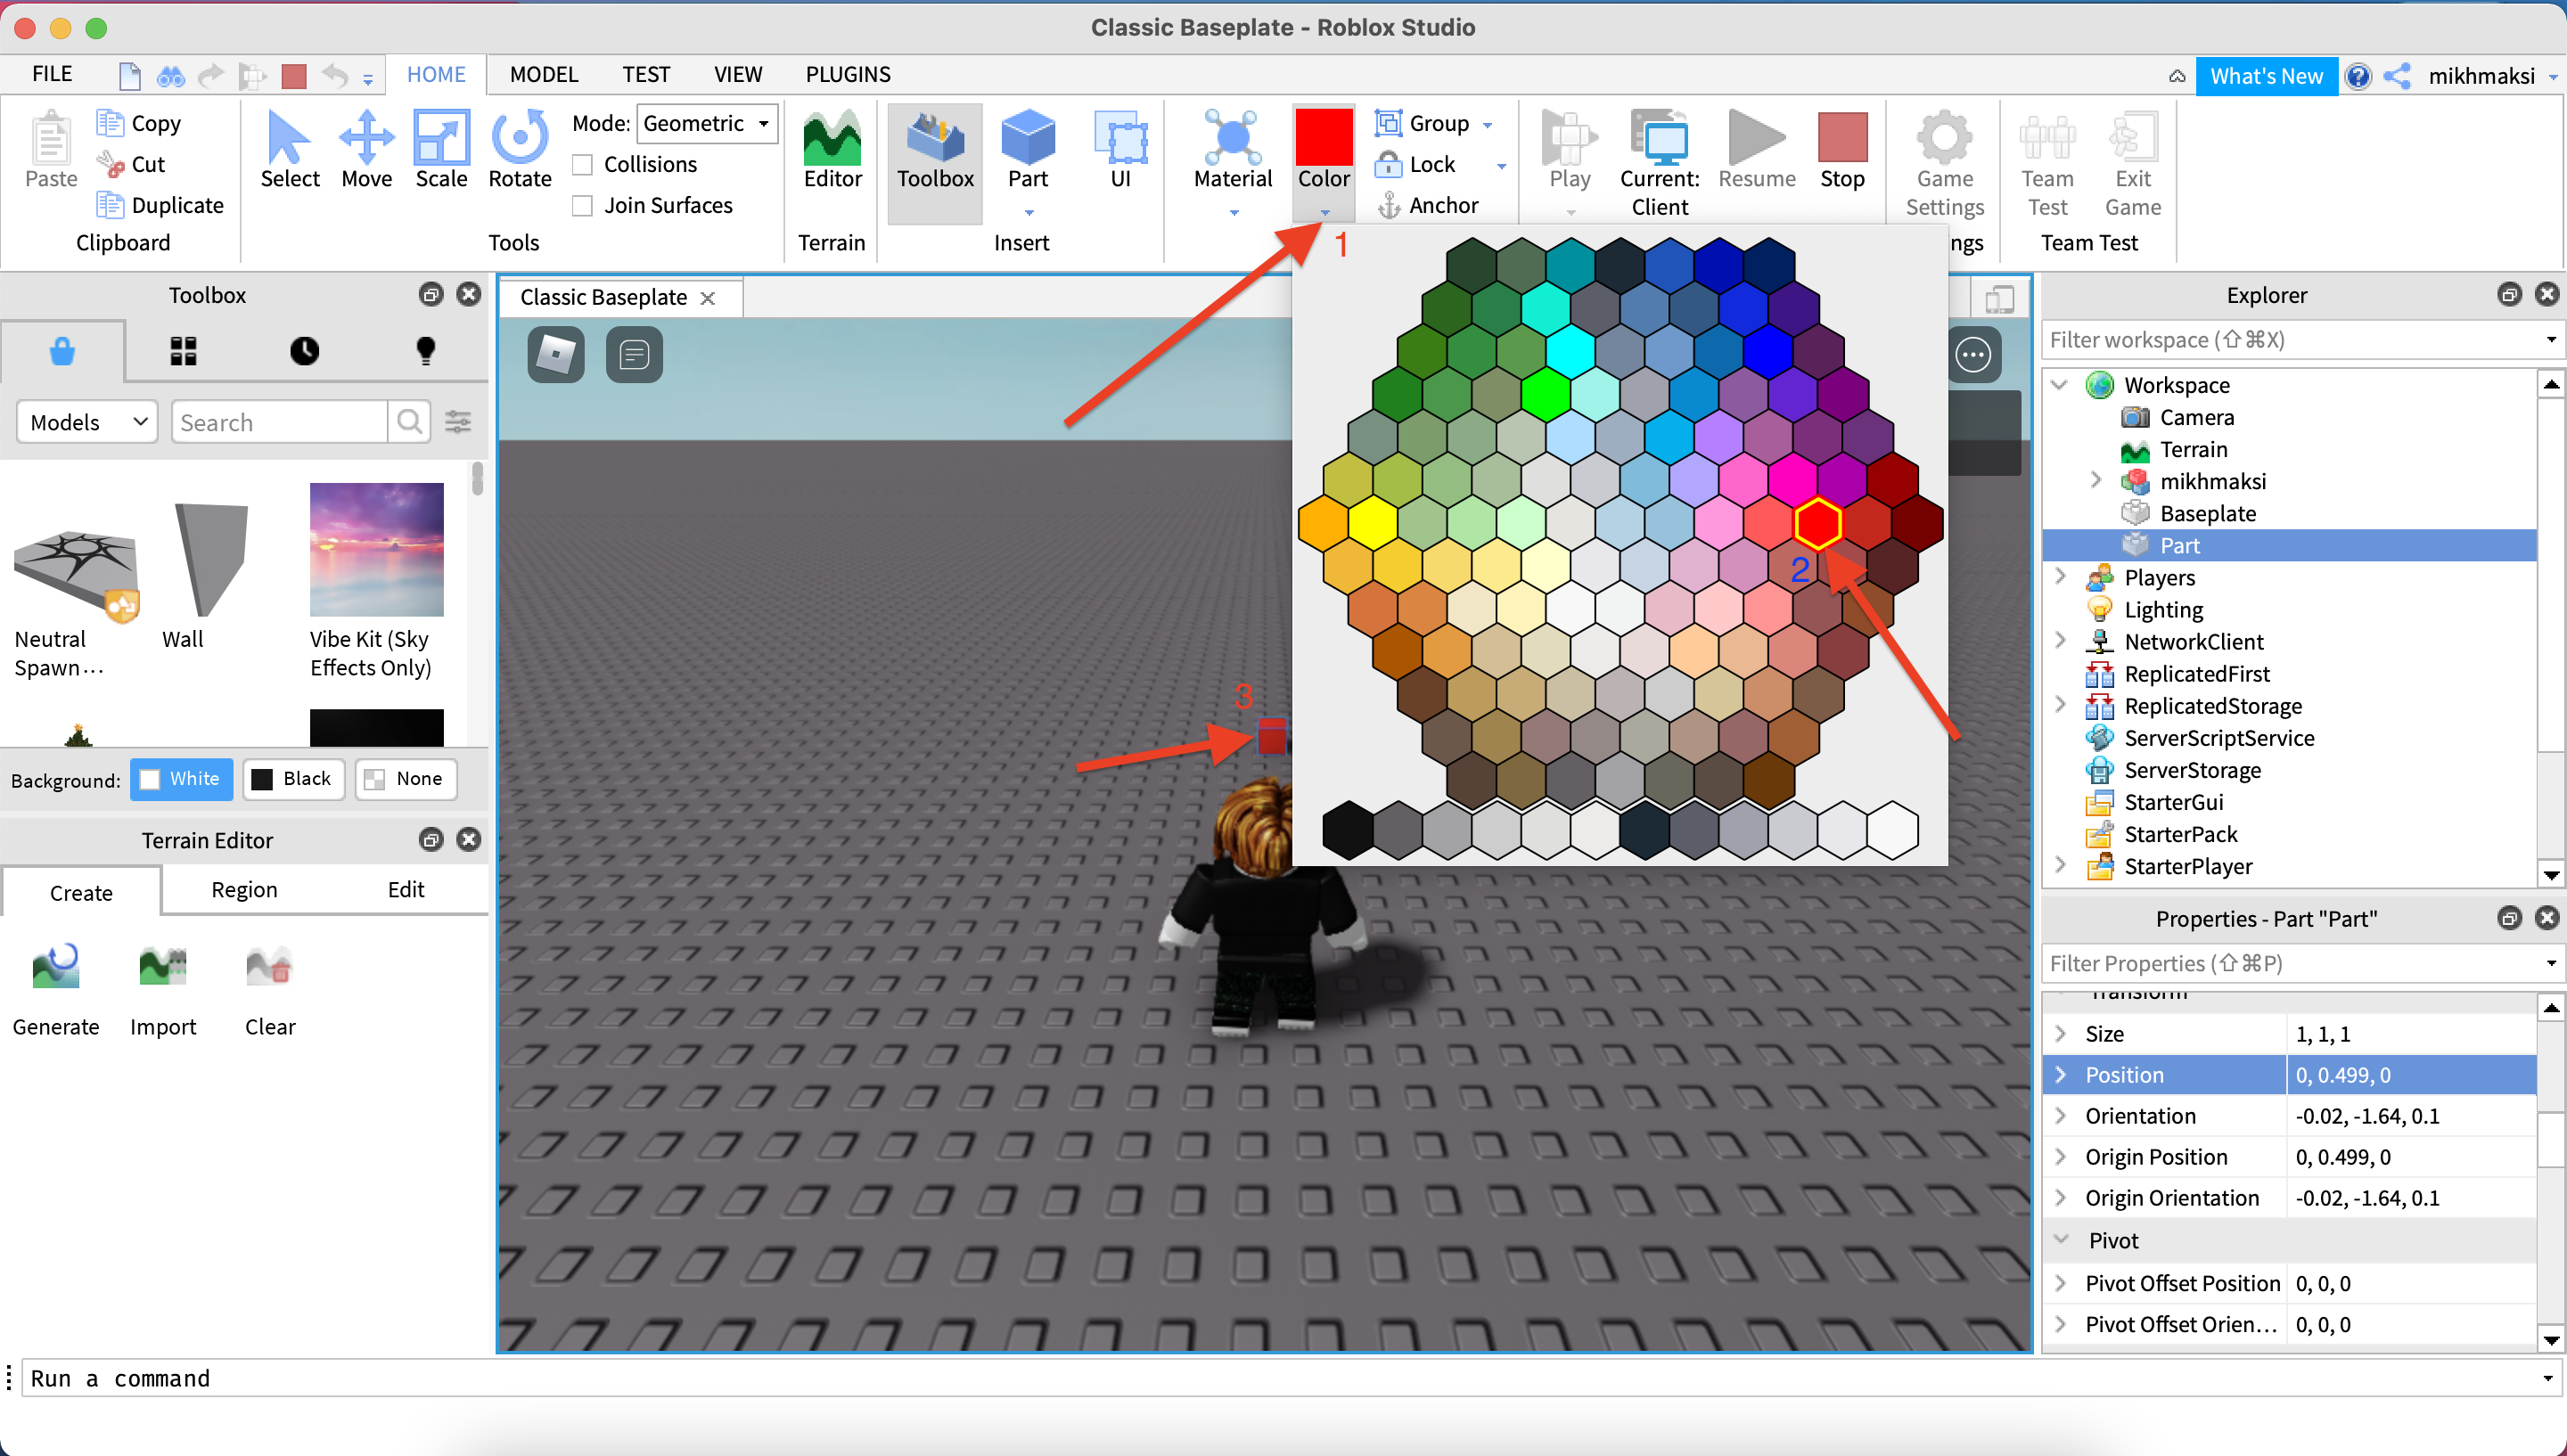 Classic Baseplate - Roblox Studio
FILE
HOME
MODEL
TEST
VIEW
PLUGINS
What's New
mikhmaksi
Paste
Copy
Cut
Duplicate
Clipboard
Select
Move
Scale
Rotate
Mode:
Geometric
Collisions
Join Surfaces
Tools
Editor
Terrain
Toolbox
Part
UI
Insert
Material
Color
Group
Lock
Anchor
Play
Current:
Client
Resume
Stop
Game
Settings
ngs
Team
Test
Exit
Game
Team Test
1
2
3
Toolbox
Models
Search
Neutral
Spawn...
Wall
Vibe Kit (Sky
Effects Only)
Background:
White
Black
None
Terrain Editor
Create
Region
Edit
Generate
Import
Clear
Classic Baseplate
Explorer
Filter workspace (⇧⌘X)
Workspace
Camera
Terrain
mikhmaksi
Baseplate
Part
Players
Lighting
NetworkClient
ReplicatedFirst
ReplicatedStorage
ServerScriptService
ServerStorage
StarterGui
StarterPack
StarterPlayer
Properties - Part "Part"
Filter Properties (⇧⌘P)
Transform
Size 1, 1, 1
Position 0, 0.499, 0
Orientation -0.02, -1.64, 0.1
Origin Position 0, 0.499, 0
Origin Orientation -0.02, -1.64, 0.1
Pivot
Pivot Offset Position 0, 0, 0
Pivot Offset Orien... 0, 0, 0
Run a command